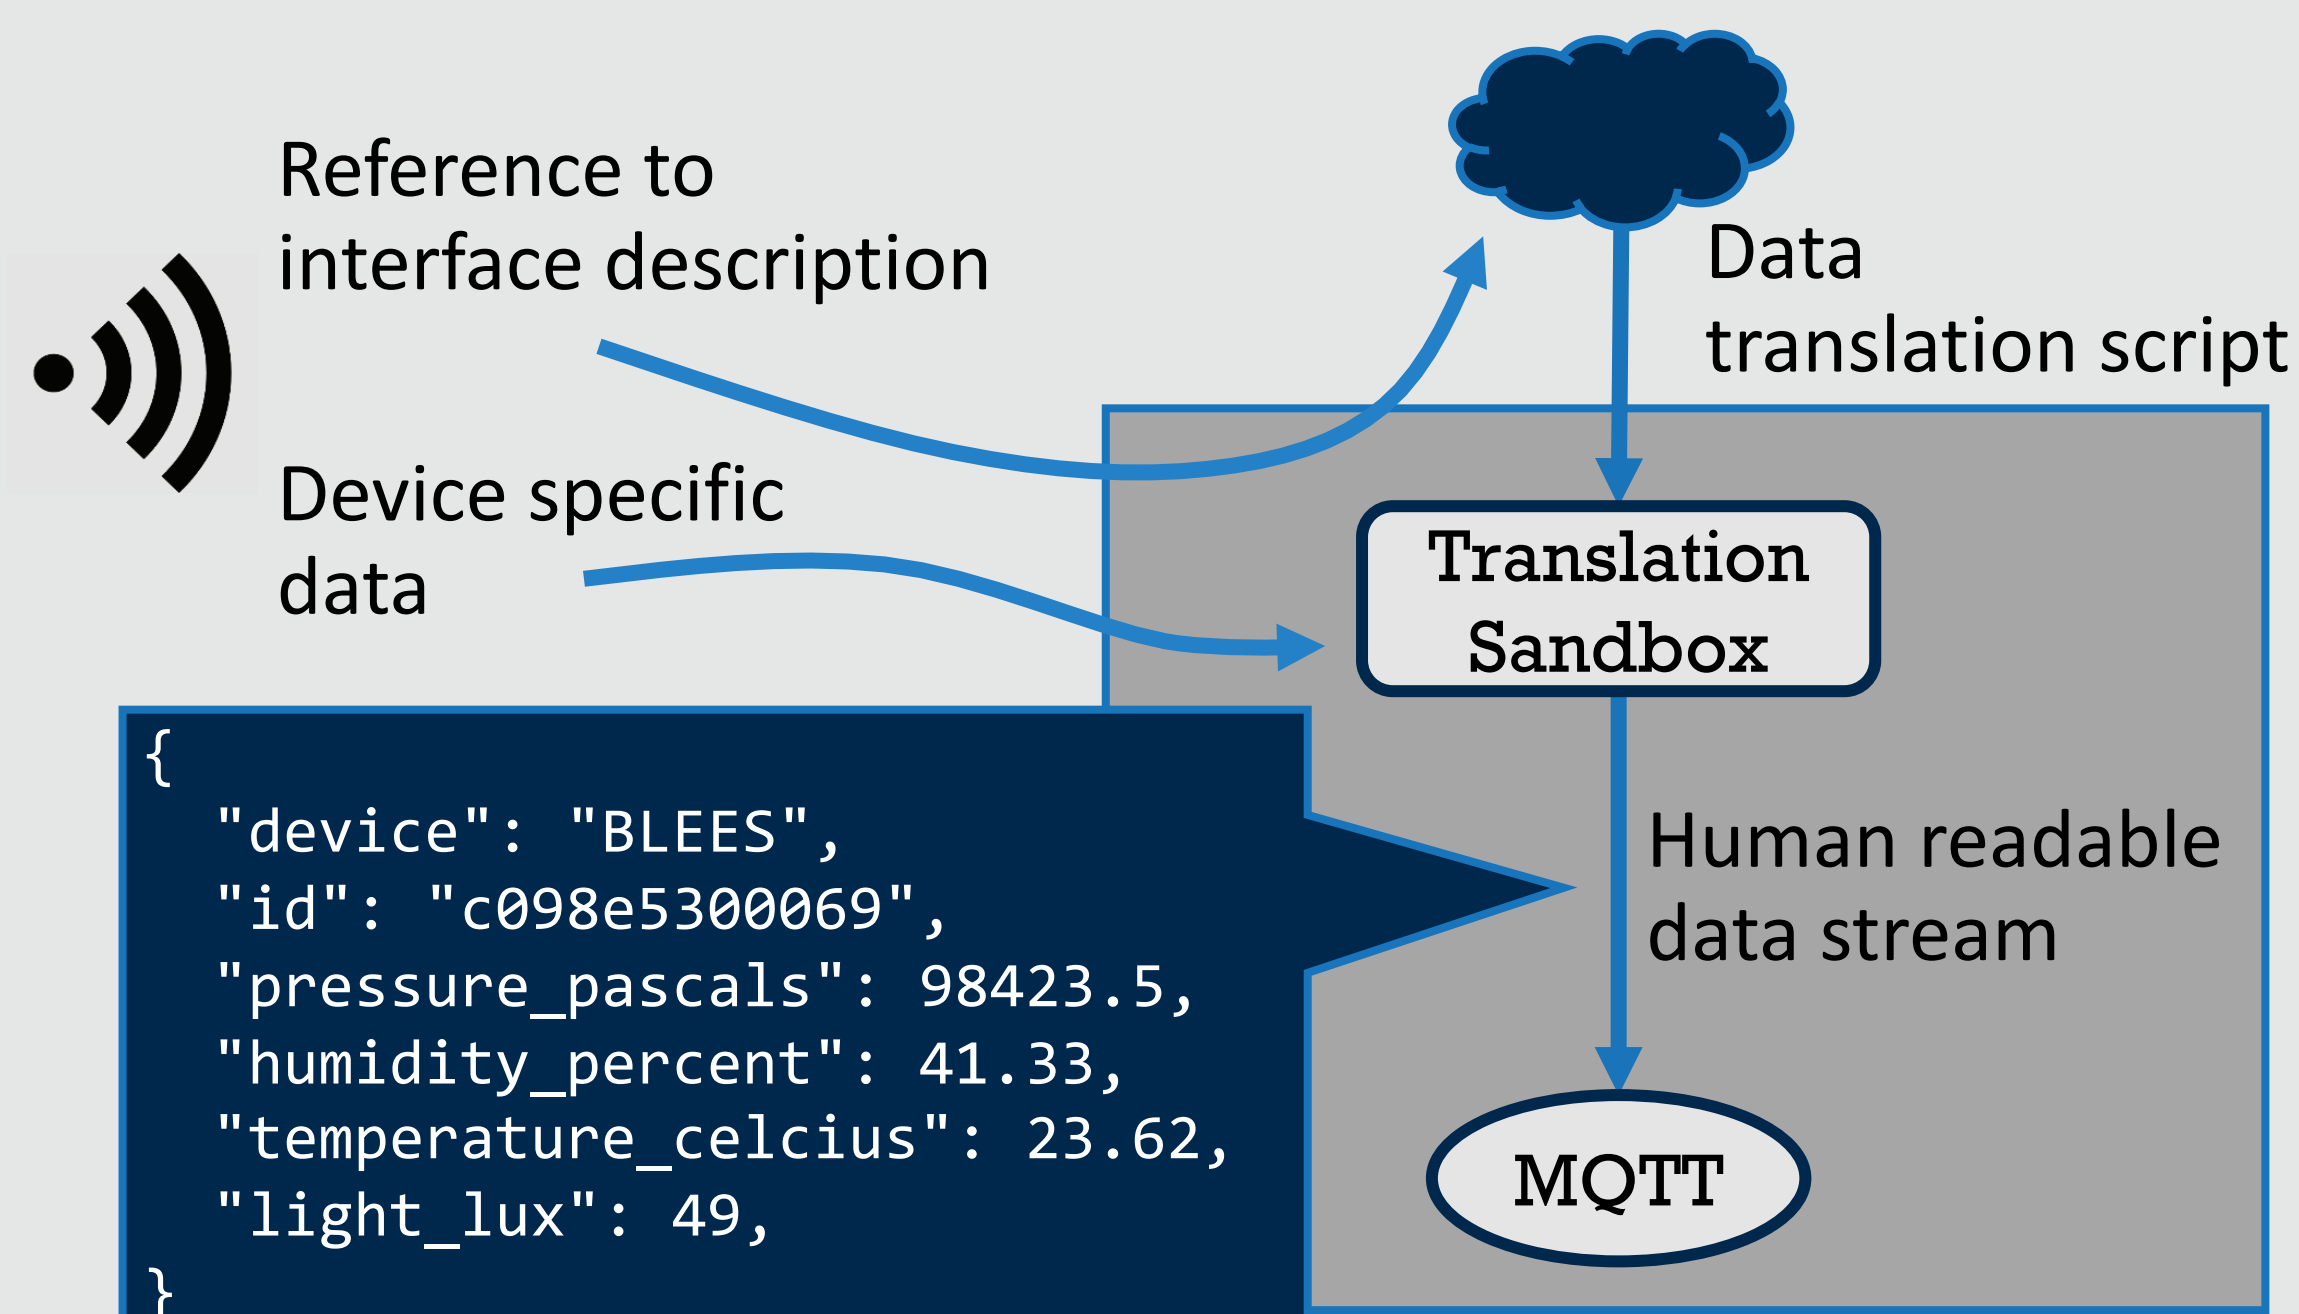 Reference to
interface description
Data
translation script
Device specific
data
Translation
Sandbox
{
"device": "BLEES",
"id": "c098e5300069",
"pressure_pascals": 98423.5,
"humidity_percent": 41.33,
"temperature_celcius": 23.62,
"light_lux": 49,
}
Human readable
data stream
MQTT